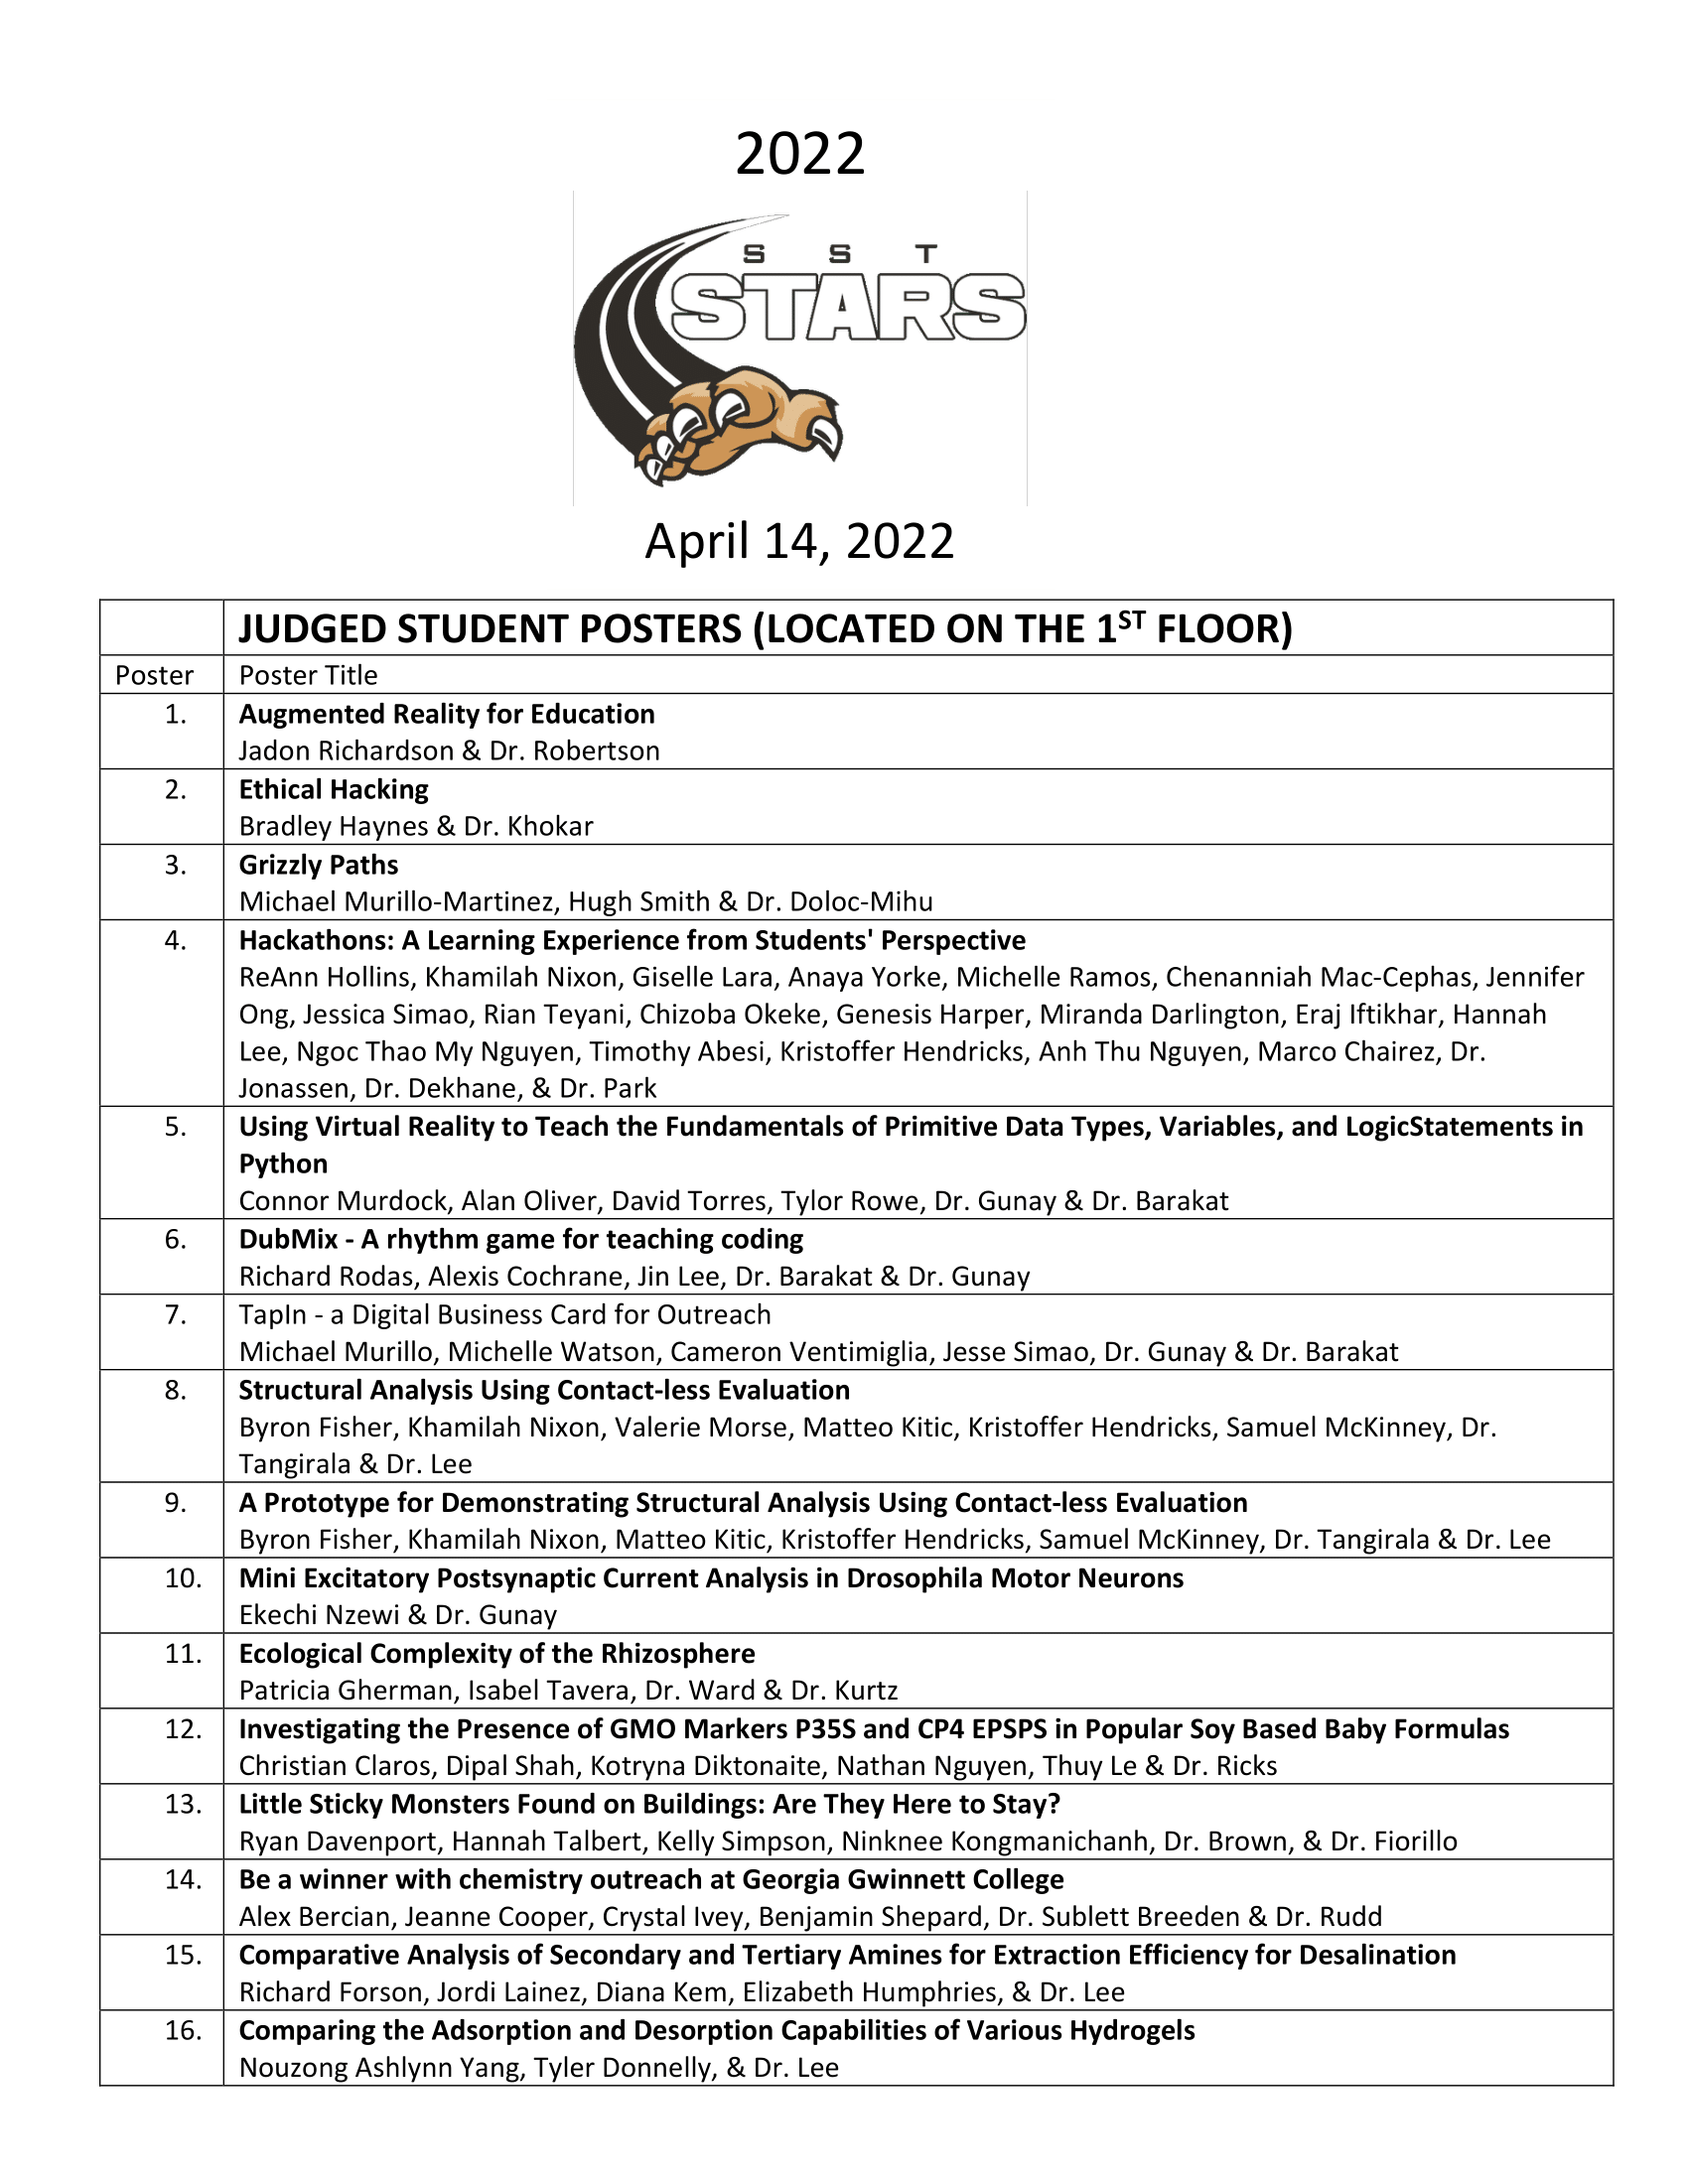 2022
S S T
STARS
April 14, 2022
JUDGED STUDENT POSTERS (LOCATED ON THE 1ST FLOOR)
Poster Poster Title
1. Augmented Reality for Education
Jadon Richardson & Dr. Robertson
2. Ethical Hacking
Bradley Haynes & Dr. Khokar
3. Grizzly Paths
Michael Murillo-Martinez, Hugh Smith & Dr. Doloc-Mihu
4. Hackathons: A Learning Experience from Students' Perspective
ReAnn Hollins, Khamilah Nixon, Giselle Lara, Anaya Yorke, Michelle Ramos, Chenanniah Mac-Cephas, Jennifer
Ong, Jessica Simao, Rian Teyani, Chizoba Okeke, Genesis Harper, Miranda Darlington, Eraj Iftikhar, Hannah
Lee, Ngoc Thao My Nguyen, Timothy Abesi, Kristoffer Hendricks, Anh Thu Nguyen, Marco Chairez, Dr.
Jonassen, Dr. Dekhane, & Dr. Park
5. Using Virtual Reality to Teach the Fundamentals of Primitive Data Types, Variables, and LogicStatements in
Python
Connor Murdock, Alan Oliver, David Torres, Tylor Rowe, Dr. Gunay & Dr. Barakat
6. DubMix - A rhythm game for teaching coding
Richard Rodas, Alexis Cochrane, Jin Lee, Dr. Barakat & Dr. Gunay
7. TapIn - a Digital Business Card for Outreach
Michael Murillo, Michelle Watson, Cameron Ventimiglia, Jesse Simao, Dr. Gunay & Dr. Barakat
8. Structural Analysis Using Contact-less Evaluation
Byron Fisher, Khamilah Nixon, Valerie Morse, Matteo Kitic, Kristoffer Hendricks, Samuel McKinney, Dr.
Tangirala & Dr. Lee
9. A Prototype for Demonstrating Structural Analysis Using Contact-less Evaluation
Byron Fisher, Khamilah Nixon, Matteo Kitic, Kristoffer Hendricks, Samuel McKinney, Dr. Tangirala & Dr. Lee
10. Mini Excitatory Postsynaptic Current Analysis in Drosophila Motor Neurons
Ekechi Nzewi & Dr. Gunay
11. Ecological Complexity of the Rhizosphere
Patricia Gherman, Isabel Tavera, Dr. Ward & Dr. Kurtz
12. Investigating the Presence of GMO Markers P35S and CP4 EPSPS in Popular Soy Based Baby Formulas
Christian Claros, Dipal Shah, Kotryna Diktonaite, Nathan Nguyen, Thuy Le & Dr. Ricks
13. Little Sticky Monsters Found on Buildings: Are They Here to Stay?
Ryan Davenport, Hannah Talbert, Kelly Simpson, Ninknee Kongmanichanh, Dr. Brown, & Dr. Fiorillo
14. Be a winner with chemistry outreach at Georgia Gwinnett College
Alex Bercian, Jeanne Cooper, Crystal Ivey, Benjamin Shepard, Dr. Sublett Breeden & Dr. Rudd
15. Comparative Analysis of Secondary and Tertiary Amines for Extraction Efficiency for Desalination
Richard Forson, Jordi Lainez, Diana Kem, Elizabeth Humphries, & Dr. Lee
16. Comparing the Adsorption and Desorption Capabilities of Various Hydrogels
Nouzong Ashlynn Yang, Tyler Donnelly, & Dr. Lee